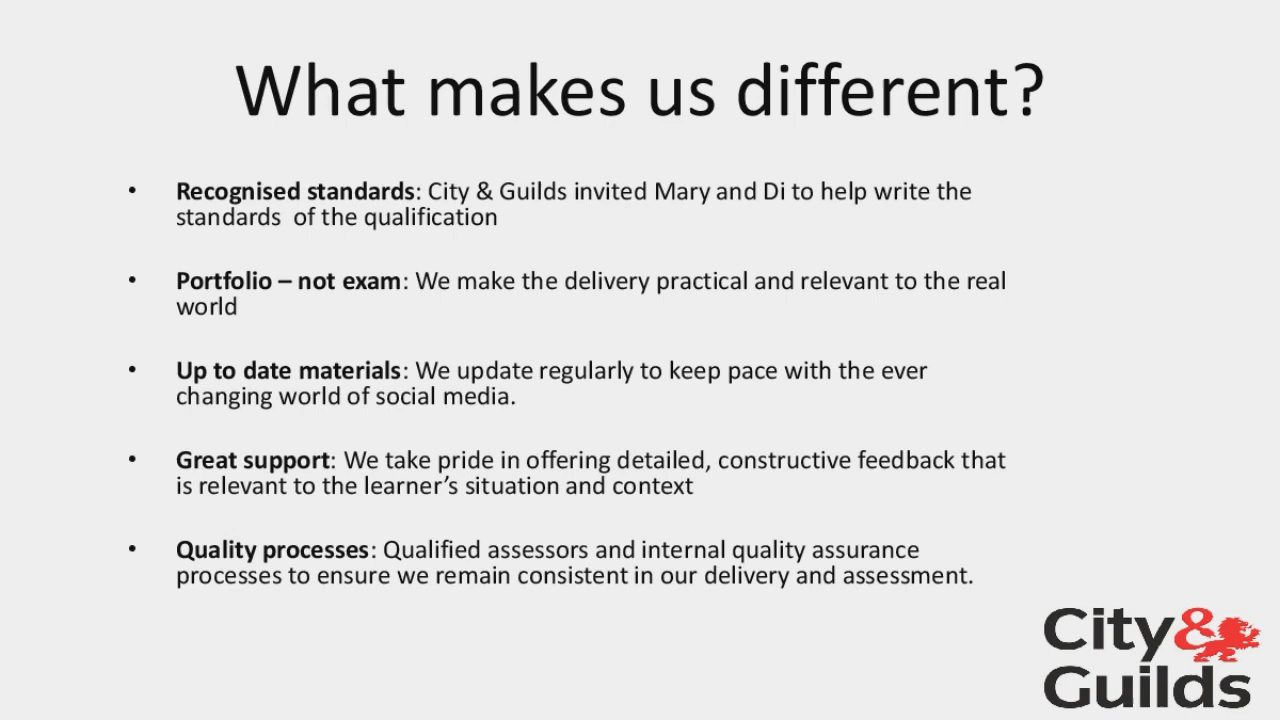 What makes us different?
• Recognised standards: City & Guilds invited Mary and Di to help write the
standards  of the qualification
• Portfolio – not exam: We make the delivery practical and relevant to the real
world
• Up to date materials: We update regularly to keep pace with the ever
changing world of social media.
• Great support: We take pride in offering detailed, constructive feedback that
is relevant to the learner’s situation and context
• Quality processes: Qualified assessors and internal quality assurance
processes to ensure we remain consistent in our delivery and assessment.
City&
Guilds